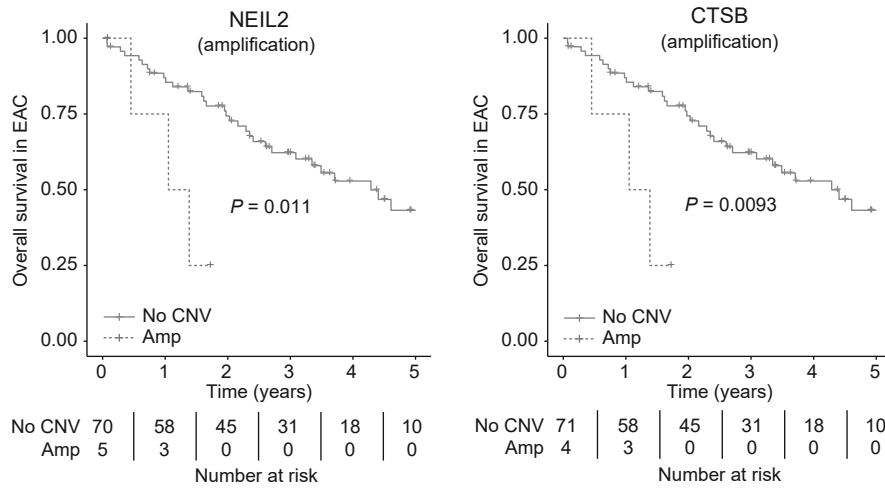 NEIL2
(amplification)
Overall survival in EAC
1.00
0.75
0.50
0.25
0.00
P = 0.011
No CNV
Amp
0 1 2 3 4 5
Time (years)
No CNV 70 58 45 31 18 10
Amp 5 3 0 0 0 0
Number at risk
CTSB
(amplification)
Overall survival in EAC
1.00
0.75
0.50
0.25
0.00
P = 0.0093
No CNV
Amp
0 1 2 3 4 5
Time (years)
No CNV 71 58 45 31 18 10
Amp 4 3 0 0 0 0
Number at risk